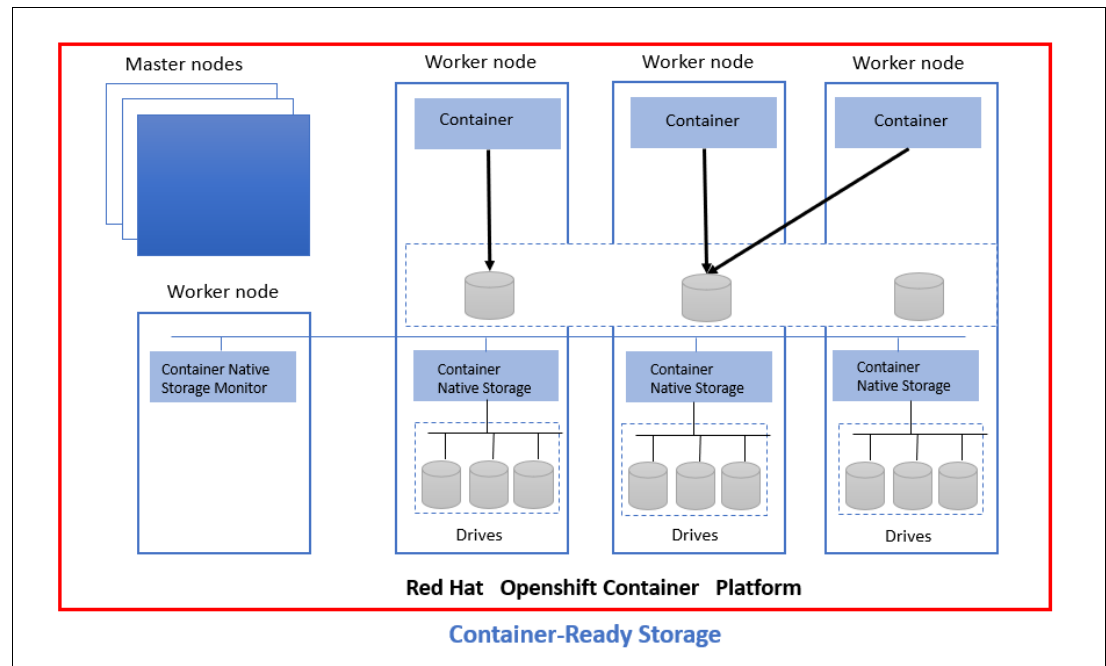 Master nodes
Worker node
Worker node
Worker node
Container
Container
Container
Worker node
Container Native
Storage Monitor
Container
Native Storage
Container
Native Storage
Container
Native Storage
Drives
Drives
Drives
Red Hat Openshift Container Platform
Container-Ready Storage